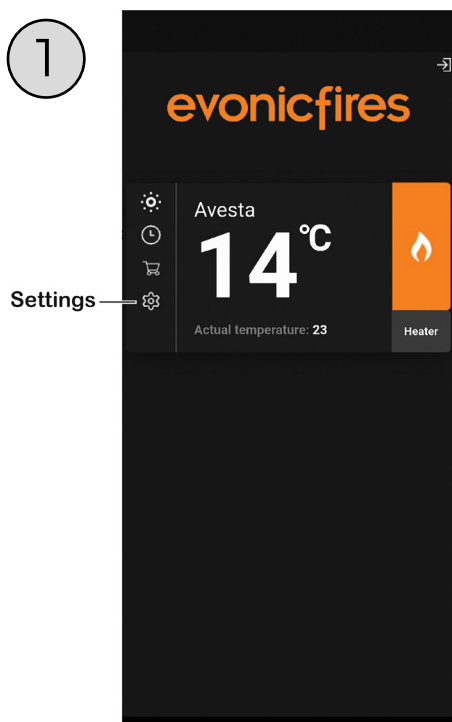 1
evonicfires
Avesta
14°C
Settings
Actual temperature: 23
Heater